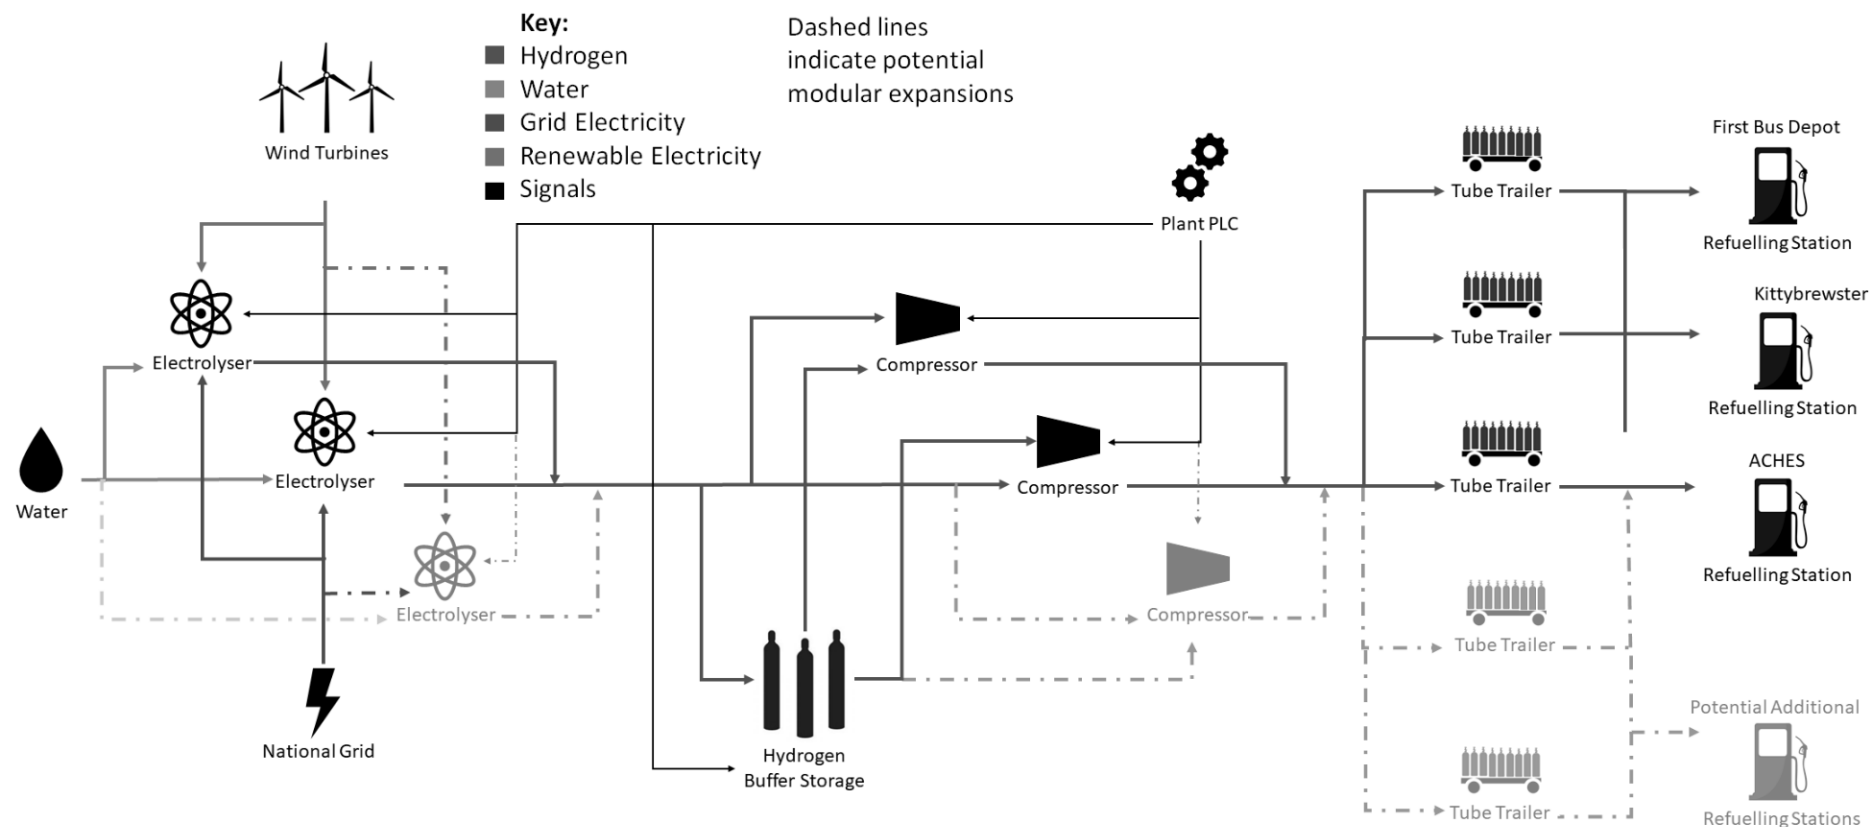 Key:
Hydrogen
Water
Grid Electricity
Renewable Electricity
Signals
Dashed lines
indicate potential
modular expansions
Wind Turbines
Plant PLC
Electrolyser
Electrolyser
Electrolyser
Water
National Grid
Compressor
Compressor
Compressor
Hydrogen
Buffer Storage
Tube Trailer
Tube Trailer
Tube Trailer
Tube Trailer
Tube Trailer
First Bus Depot
Refuelling Station
Kittybrewster
Refuelling Station
ACHES
Refuelling Station
Potential Additional
Refuelling Stations